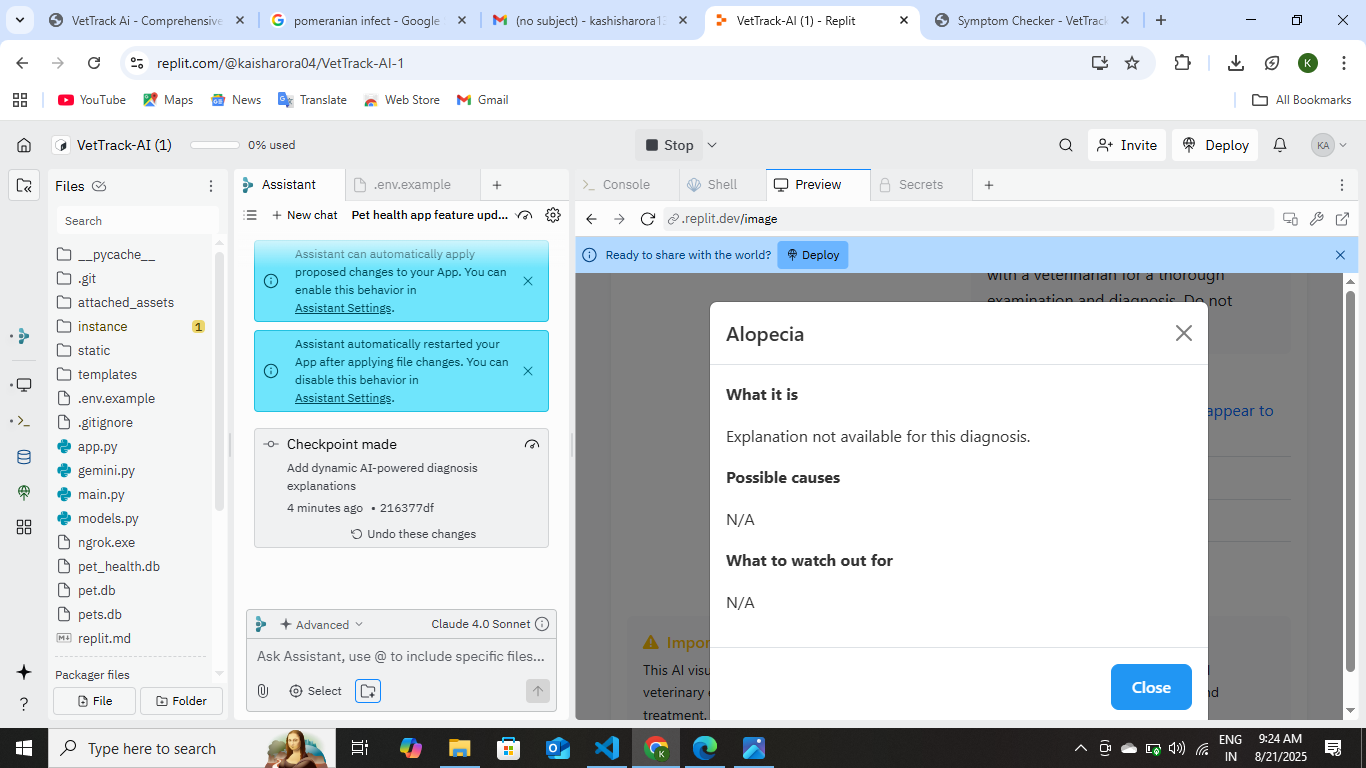 VetTrack Ai - Comprehensive
pomeranian infect - Google
(no subject) - kashisharora13
VetTrack-AI (1) - Replit
Symptom Checker - VetTrack
replit.com/@kaisharora04/VetTrack-AI-1
K
YouTube
Maps
News
Translate
Web Store
Gmail
All Bookmarks
VetTrack-AI (1)
0% used
Stop
Invite
Deploy
KA
Files
Assistant
.env.example
Console
Shell
Preview
Secrets
Search
New chat
Pet health app feature upd...
.replit.dev/image
Ready to share with the world?
Deploy
__pycache__
.git
attached_assets
instance
1
static
templates
.env.example
.gitignore
app.py
gemini.py
main.py
models.py
ngrok.exe
pet_health.db
pet.db
pets.db
replit.md
Packager files
File
Folder
Assistant can automatically apply
proposed changes to your App. You can
enable this behavior in
Assistant Settings.
Assistant automatically restarted your
App after applying file changes. You can
disable this behavior in
Assistant Settings.
Checkpoint made
Add dynamic AI-powered diagnosis
explanations
4 minutes ago • 216377df
Undo these changes
Advanced
Claude 4.0 Sonnet
Ask Assistant, use @ to include specific files...
Select
with a veterinarian for a thorough
examination and diagnosis. Do not
appear to
Alopecia
What it is
Explanation not available for this diagnosis.
Possible causes
N/A
What to watch out for
N/A
Close
This AI
veterinary
treatment.
Type here to search
K
ENG
IN
9:24 AM
8/21/2025